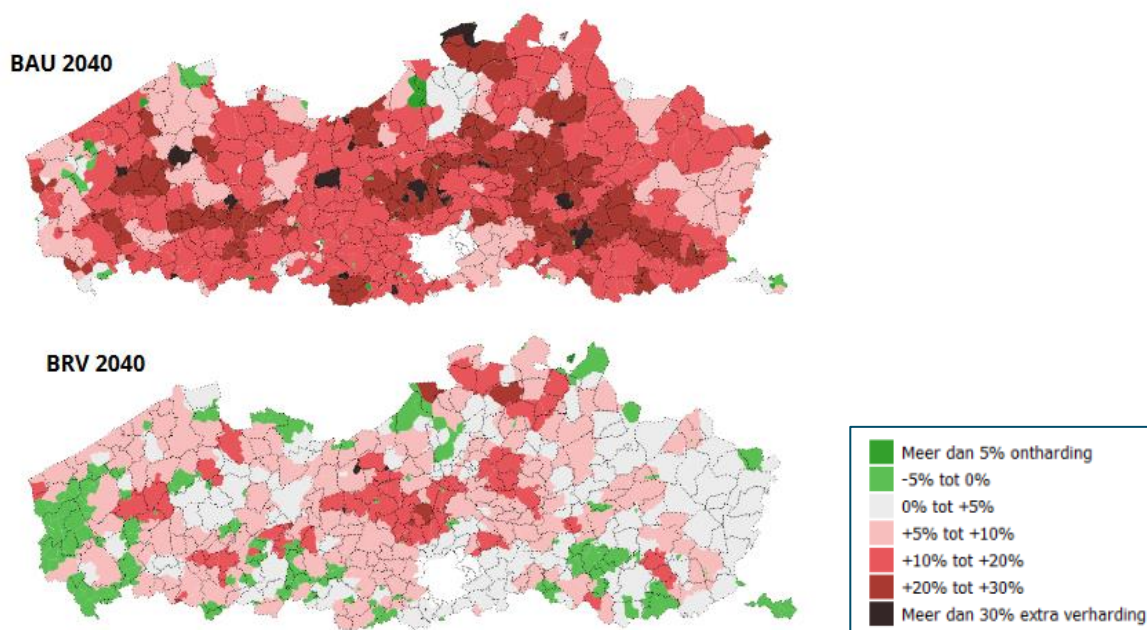 BAU 2040
BRV 2040
Meer dan 5% ontharding
-5% tot 0%
0% tot +5%
+5% tot +10%
+10% tot +20%
+20% tot +30%
Meer dan 30% extra verharding